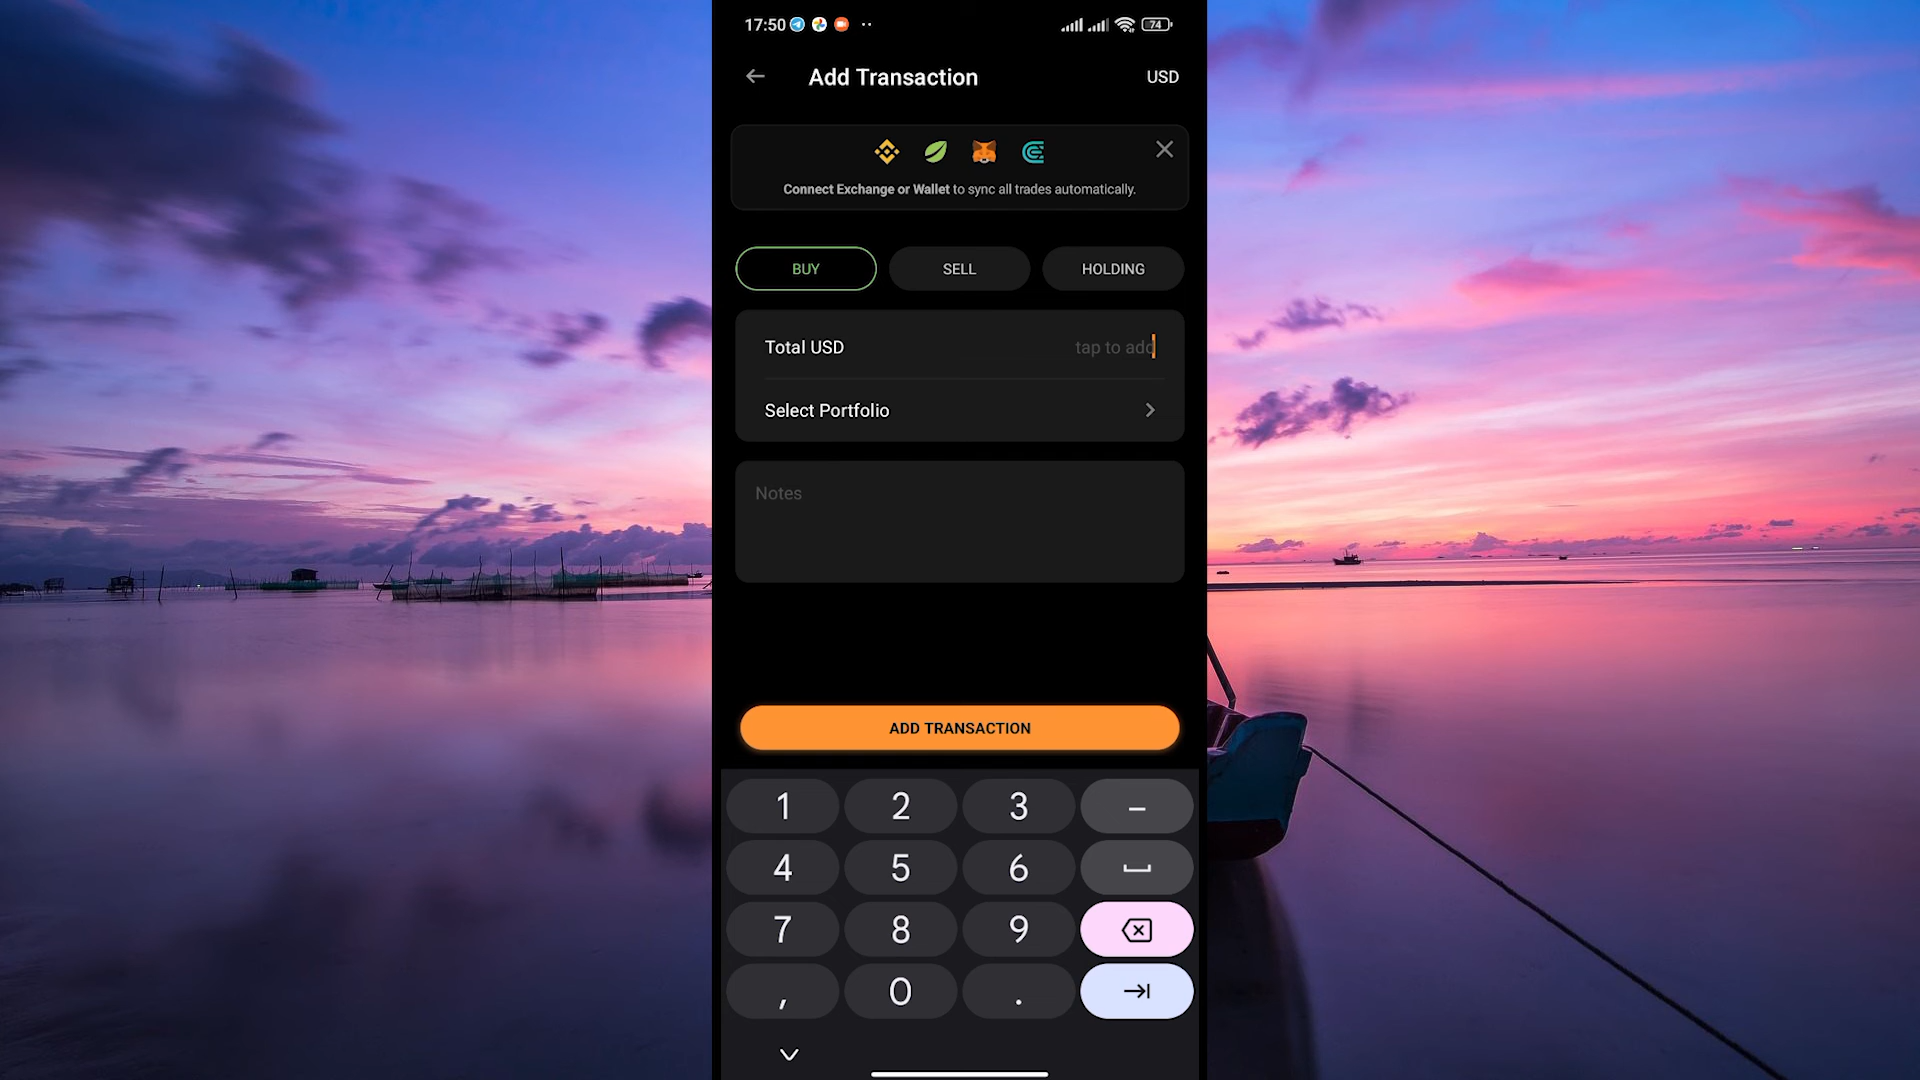 17:50 74
Add Transaction USD
Connect Exchange or Wallet to sync all trades automatically.
BUY SELL HOLDING
Total USD tap to add
Select Portfolio
Notes
ADD TRANSACTION
1 2 3 –
4 5 6
7 8 9
, 0 .